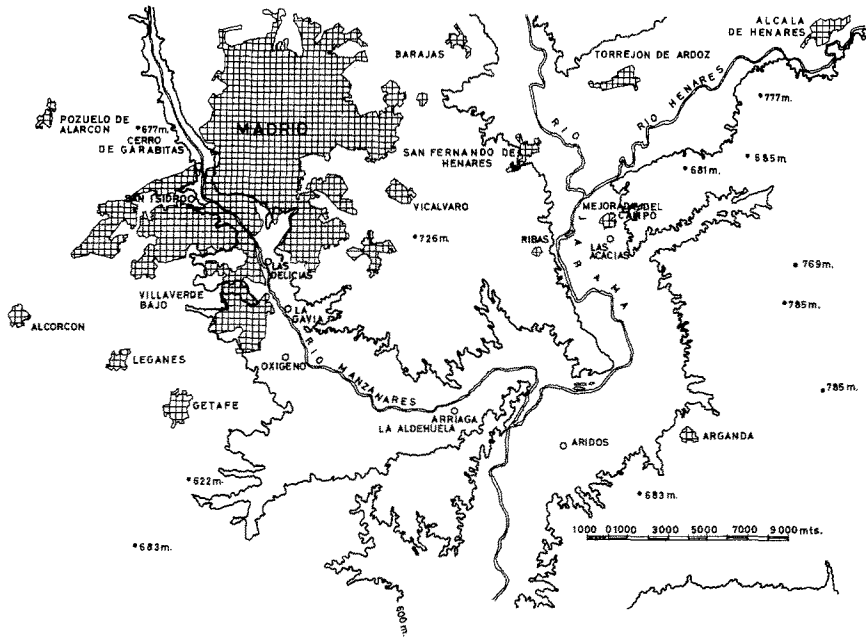 ALCALA
DE HENARES
BARAJAS
TORREJON DE ARDOZ
777m.
RIO HENARES
POZUELO DE
ALARCON
677m.
CERRO
DE GARABITAS
MADRID
RIO
JARAMA
SAN FERNANDO DE
HENARES
685m.
681m.
SAN ISIDRO
VICALVARO
MEJORADA DEL
CAMPO
726m.
RIBAS
LAS
ACACIAS
LAS
DELICIAS
769m.
VILLAVERDE
BAJO
785m.
LA
GAVIA
ALCORCON
LEGANES
OXIGENO
RIO MANZANARES
785m.
GETAFE
ARRIAGA
LA ALDEHUELA
ARIDOS
ARGANDA
622m.
683m.
683m.
1000 0 1000 3000 5000 7000 9000 mts.
600 m.